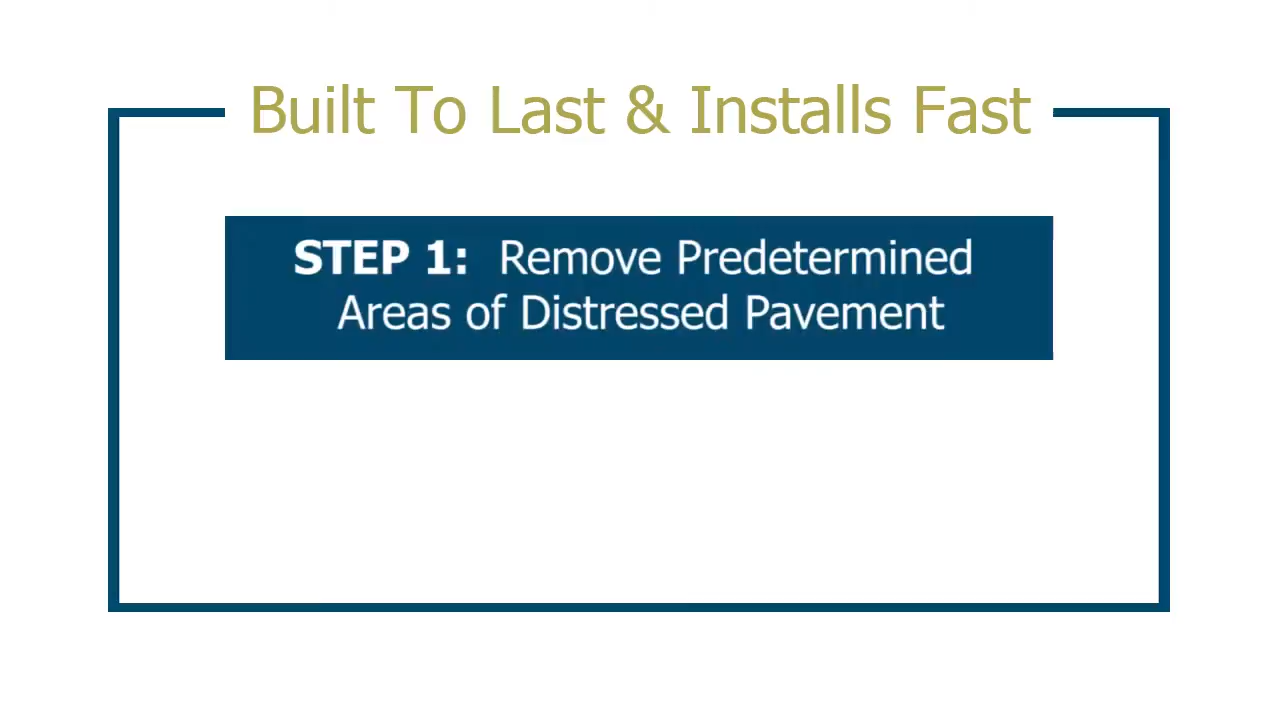 Built To Last & Installs Fast
STEP 1: Remove Predetermined
Areas of Distressed Pavement